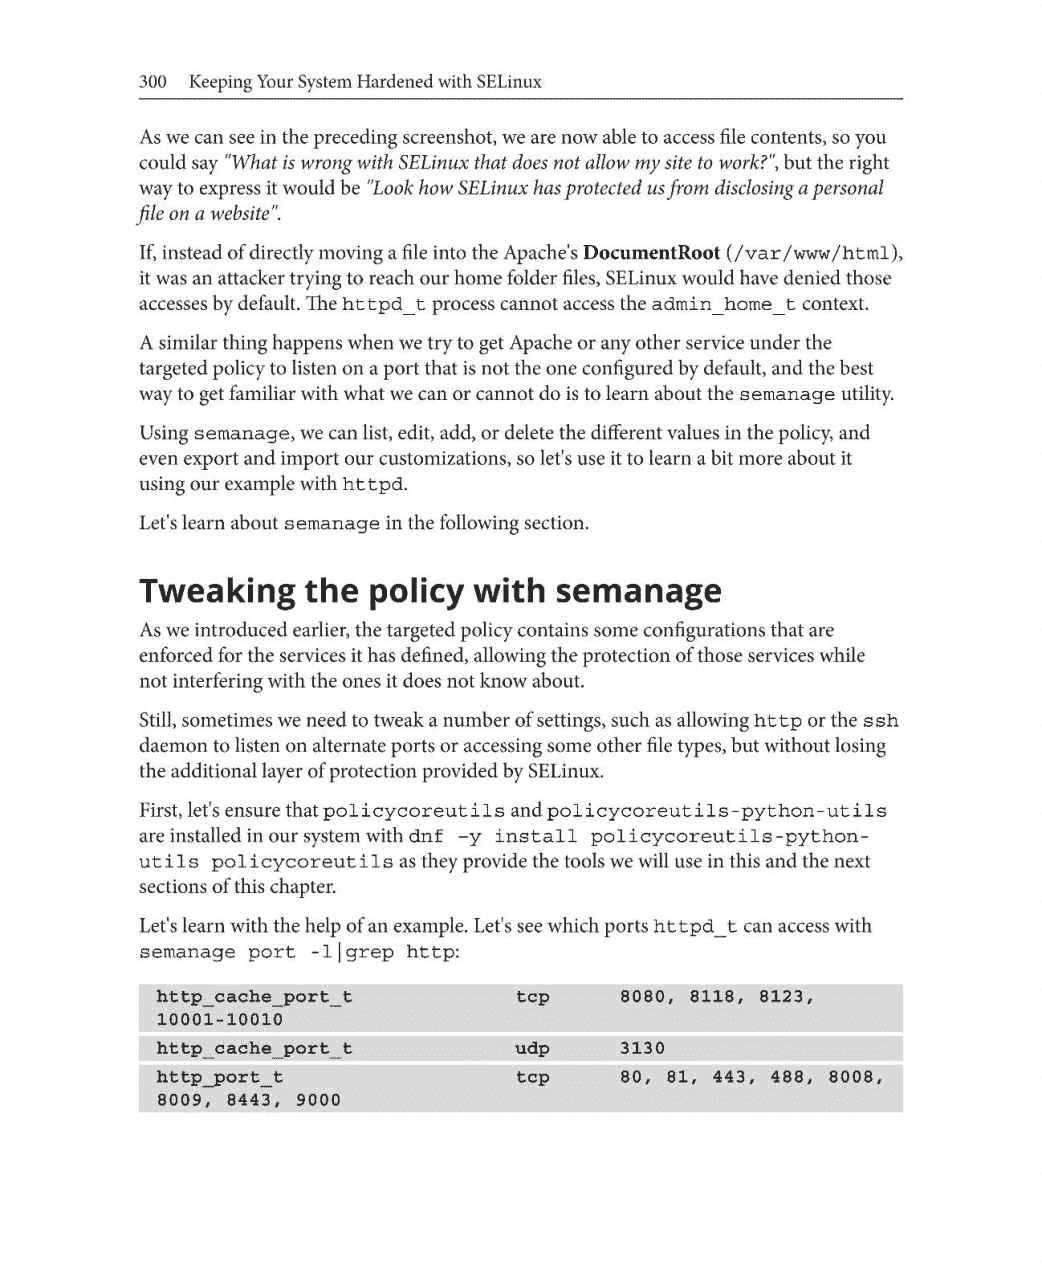 300 Keeping Your System Hardened with SELinux
As we can see in the preceding screenshot, we are now able to access file contents, so you
could say "What is wrong with SELinux that does not allow my site to work?", but the right
way to express it would be "Look how SELinux has protected us from disclosing a personal
file on a website".
If, instead of directly moving a file into the Apache's DocumentRoot (/var/www/html),
it was an attacker trying to reach our home folder files, SELinux would have denied those
accesses by default. The httpd_t process cannot access the admin_home_t context.
A similar thing happens when we try to get Apache or any other service under the
targeted policy to listen on a port that is not the one configured by default, and the best
way to get familiar with what we can or cannot do is to learn about the semanage utility.
Using semanage, we can list, edit, add, or delete the different values in the policy, and
even export and import our customizations, so let's use it to learn a bit more about it
using our example with httpd.
Let's learn about semanage in the following section.
Tweaking the policy with semanage
As we introduced earlier, the targeted policy contains some configurations that are
enforced for the services it has defined, allowing the protection of those services while
not interfering with the ones it does not know about.
Still, sometimes we need to tweak a number of settings, such as allowing http or the ssh
daemon to listen on alternate ports or accessing some other file types, but without losing
the additional layer of protection provided by SELinux.
First, let's ensure that policycoreutils and policycoreutils-python-utils
are installed in our system with dnf -y install policycoreutils-python-
utils policycoreutils as they provide the tools we will use in this and the next
sections of this chapter.
Let's learn with the help of an example. Let's see which ports httpd_t can access with
semanage port -l|grep http:
http_cache_port_t tcp 8080, 8118, 8123,
10001-10010
http_cache_port_t udp 3130
http_port_t tcp 80, 81, 443, 488, 8008,
8009, 8443, 9000